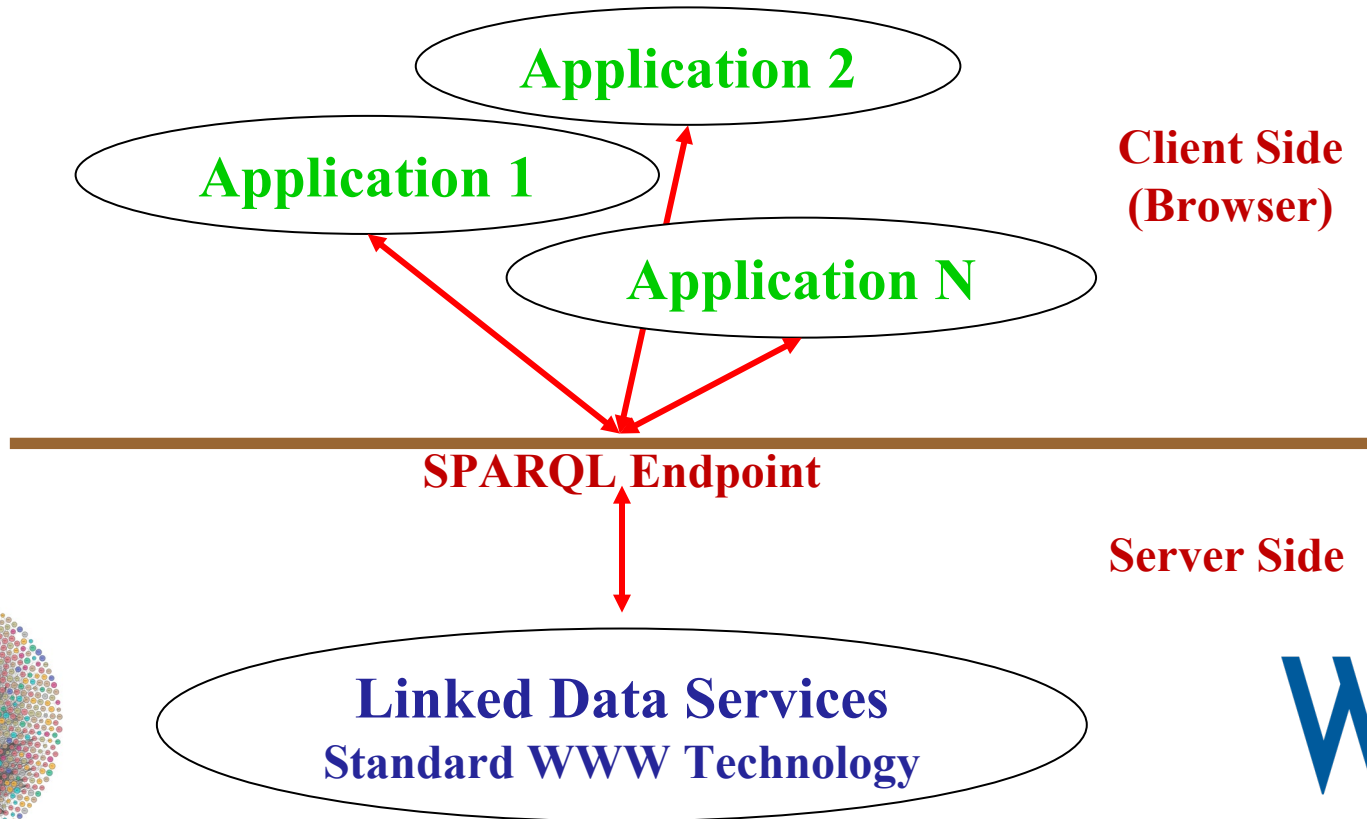 Application 2
Application 1
Application N
Client Side
(Browser)
SPARQL Endpoint
Server Side
Linked Data Services
Standard WWW Technology
W